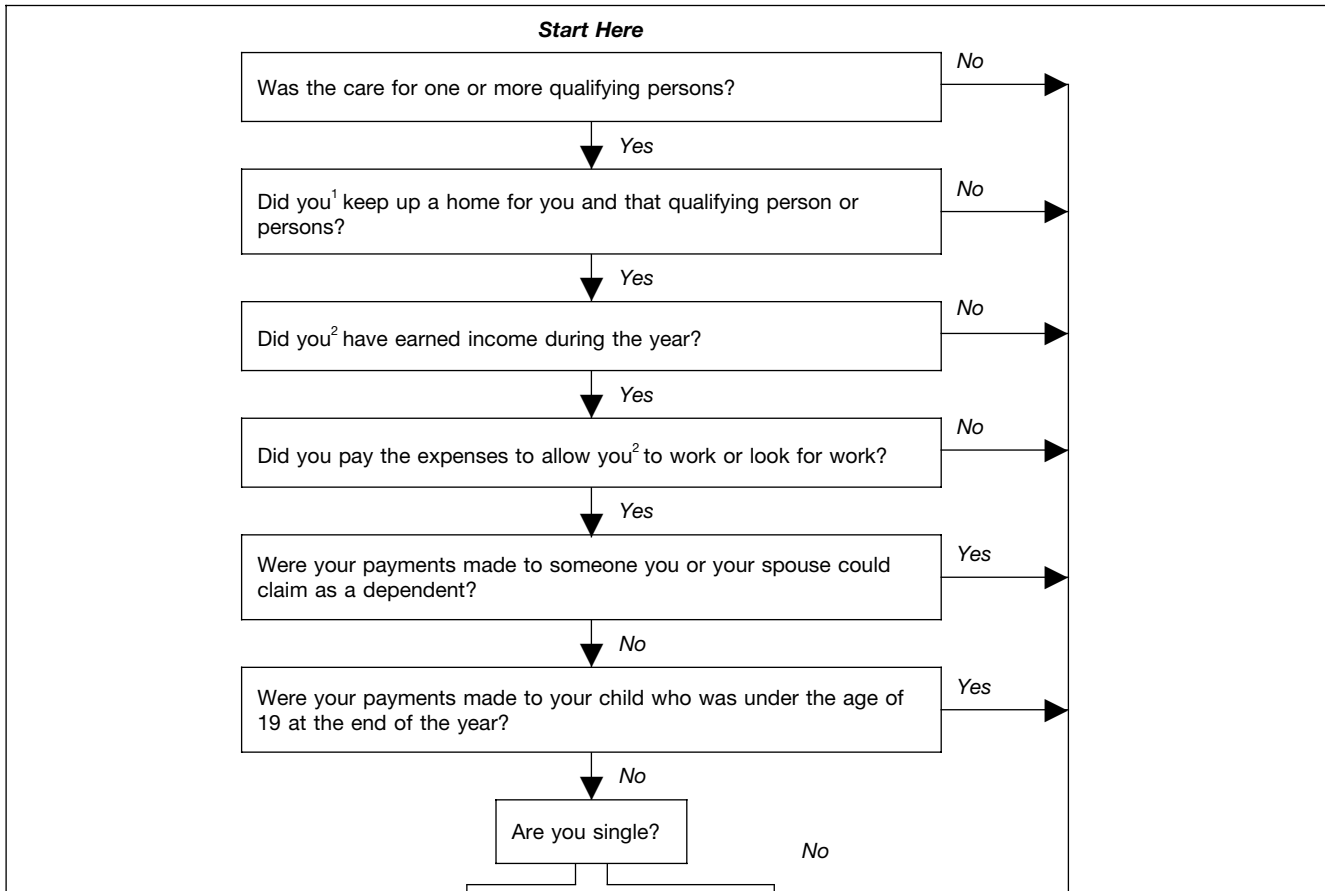 Start Here
No
Was the care for one or more qualifying persons?
Yes
No
Did you¹ keep up a home for you and that qualifying person or
persons?
Yes
No
Did you² have earned income during the year?
Yes
No
Did you pay the expenses to allow you² to work or look for work?
Yes
Yes
Were your payments made to someone you or your spouse could
claim as a dependent?
No
Yes
Were your payments made to your child who was under the age of
19 at the end of the year?
No
Are you single?
No